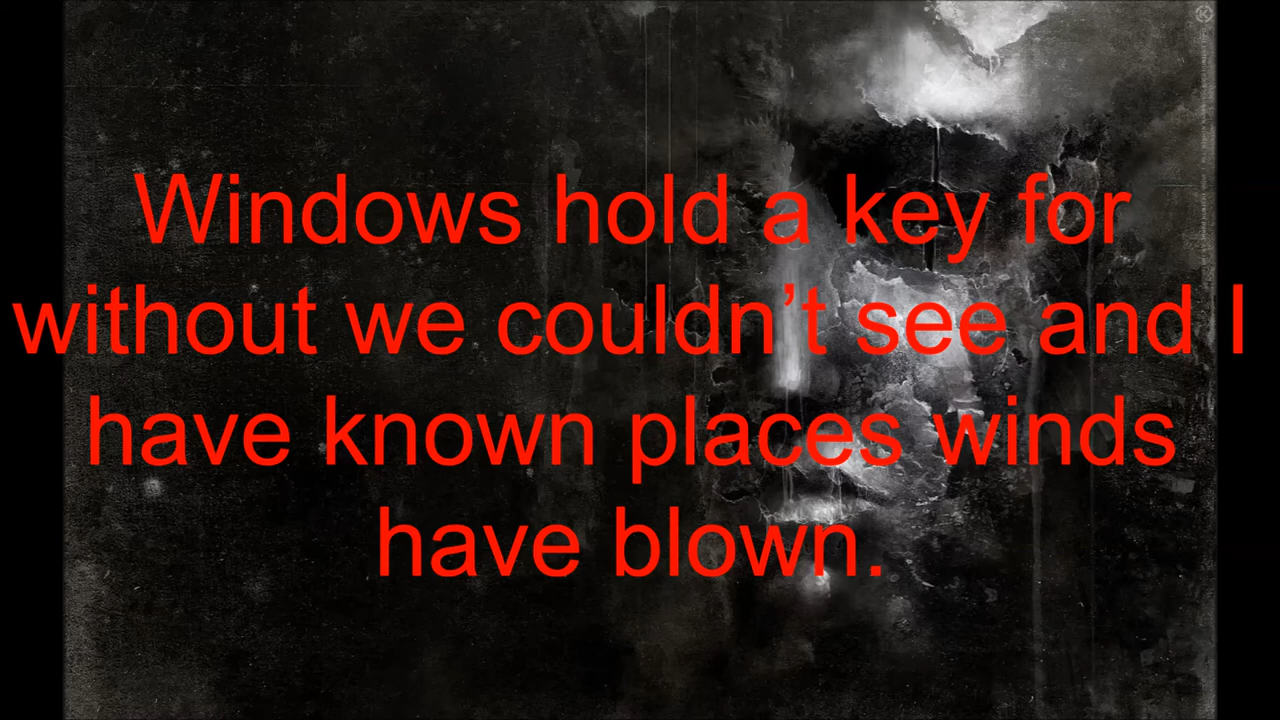 Windows hold a key for
without we couldn’t see and I
have known places winds
have blown.